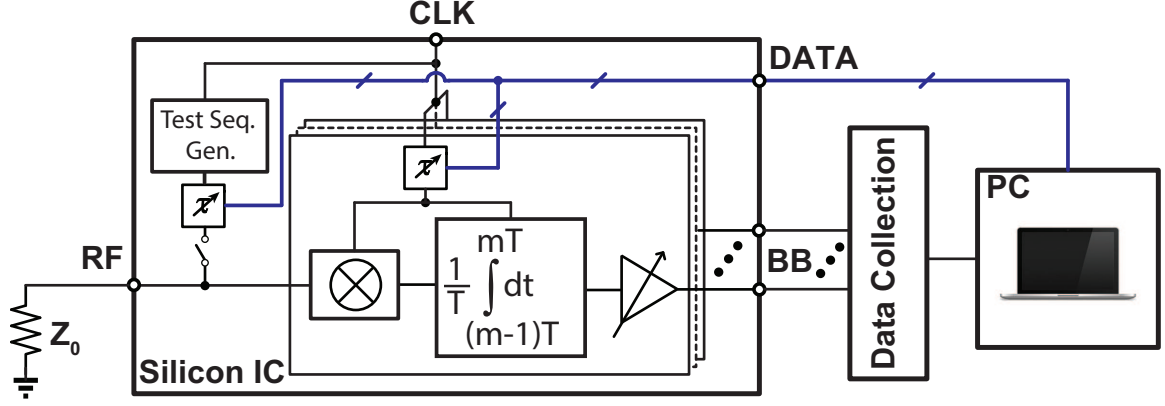 CLK
DATA
Test Seq.
Gen.
τ
τ
PC
RF
mT
1
T
∫ dt
(m-1)T
BB
Data Collection
Z₀
Silicon IC